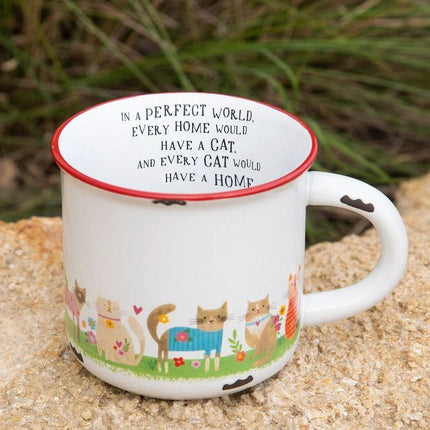 IN A PERFECT WORLD,
EVERY HOME WOULD
HAVE A CAT,
AND EVERY CAT WOULD
HAVE A HOME